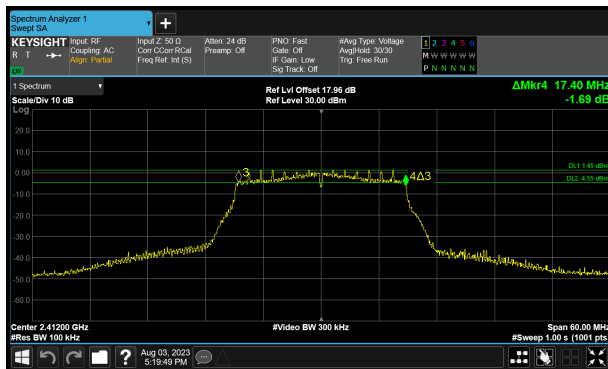 Spectrum Analyzer 1
Swept SA
KEYSIGHT
R T
LV
Input: RF
Coupling: AC
Align: Partial
Input Z: 50 Ω
Corr CCorr RCal
Freq Ref: Int (S)
Atten: 24 dB
Preamp: Off
PNO: Fast
Gate: Off
IF Gain: Low
Sig Track: Off
#Avg Type: Voltage
Avg|Hold: 30/30
Trig: Free Run
1 2 3 4 5 6
M W W W W W
P N N N N N
1 Spectrum
Scale/Div 10 dB
Ref Lvl Offset 17.96 dB
Ref Level 30.00 dBm
ΔMkr4 17.40 MHz
-1.69 dB
Log
20.0
10.0
0.00
-10.0
-20.0
-30.0
-40.0
-50.0
-60.0
3
4Δ3
DL1 1.45 dBm
DL2 -4.55 dBm
Center 2.41200 GHz
#Video BW 300 kHz
Span 60.00 MHz
#Res BW 100 kHz
#Sweep 1.00 s (1001 pts)
?
Aug 03, 2023
5:19:49 PM